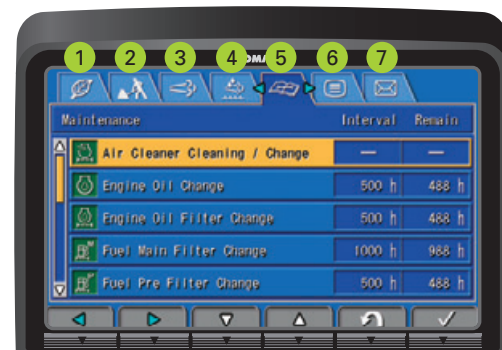 1 2 3 4 5 6 7
OMA
Maintenance Interval Remain
Air Cleaner Cleaning / Change — —
Engine Oil Change 500 h 488 h
Engine Oil Filter Change 500 h 488 h
Fuel Main Filter Change 1000 h 988 h
Fuel Pre Filter Change 500 h 488 h